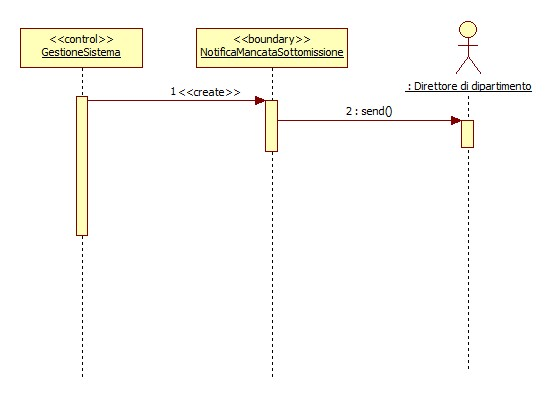 <<control>>
GestioneSistema
<<boundary>>
NotificaMancataSottomissione
: Direttore di dipartimento
1 <<create>>
2 : send()